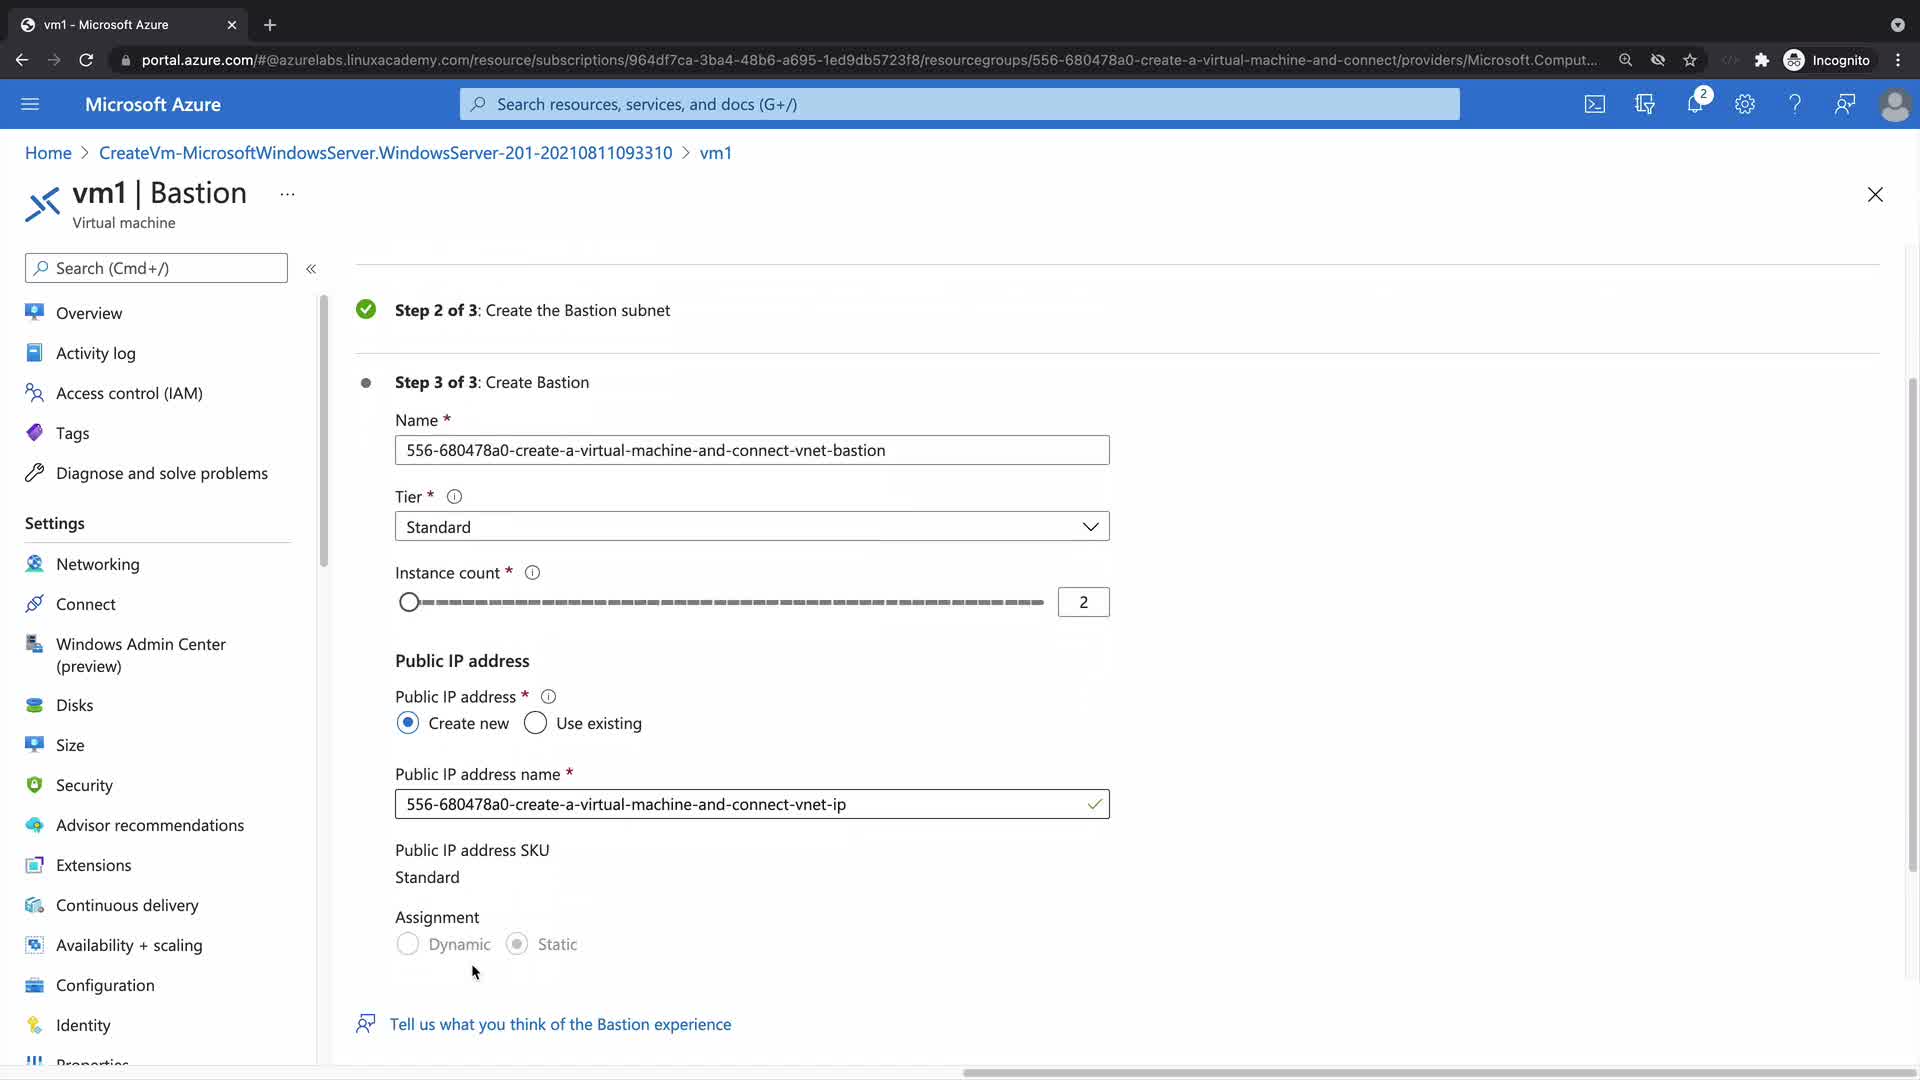 vm1 - Microsoft Azure
portal.azure.com/#@azurelabs.linuxacademy.com/resource/subscriptions/964df7ca-3ba4-48b6-a695-1ed9db5723f8/resourcegroups/556-680478a0-create-a-virtual-machine-and-connect/providers/Microsoft.Comput...
Incognito
Microsoft Azure
Search resources, services, and docs (G+/)
2
Home > CreateVm-MicrosoftWindowsServer.WindowsServer-201-20210811093310 > vm1
vm1 | Bastion ...
Virtual machine
Search (Cmd+/)
«
Overview
Activity log
Access control (IAM)
Tags
Diagnose and solve problems
Settings
Networking
Connect
Windows Admin Center
(preview)
Disks
Size
Security
Advisor recommendations
Extensions
Continuous delivery
Availability + scaling
Configuration
Identity
Properties
Step 2 of 3: Create the Bastion subnet
Step 3 of 3: Create Bastion
Name *
556-680478a0-create-a-virtual-machine-and-connect-vnet-bastion
Tier *
Standard
Instance count *
2
Public IP address
Public IP address *
Create new
Use existing
Public IP address name *
556-680478a0-create-a-virtual-machine-and-connect-vnet-ip
Public IP address SKU
Standard
Assignment
Dynamic
Static
Tell us what you think of the Bastion experience